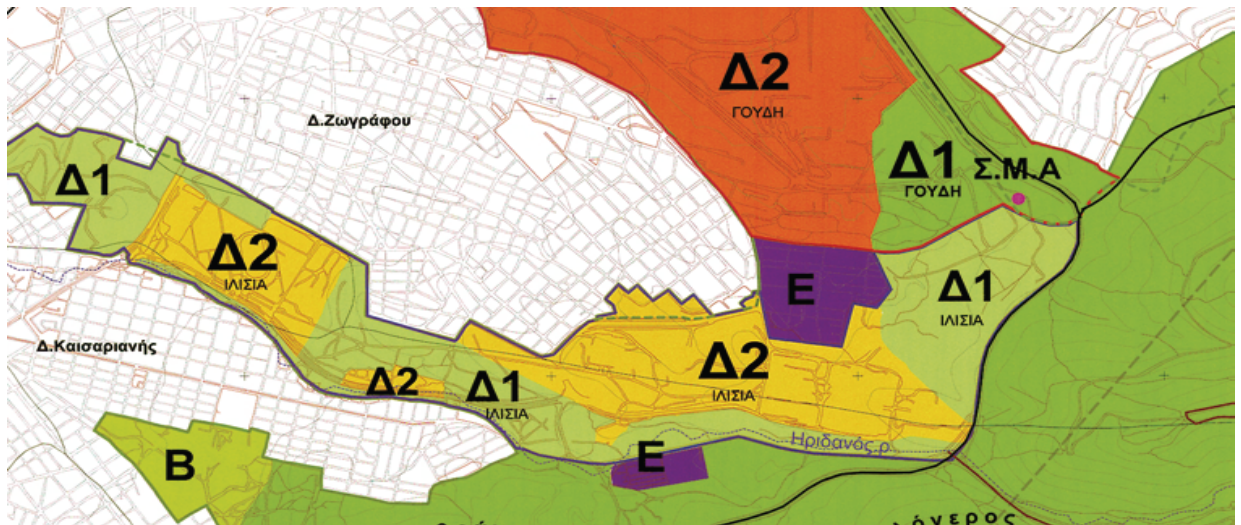 Δ2
ΓΟΥΔΗ
Δ.Ζωγράφου
Δ1
ΓΟΥΔΗ
Σ.Μ.Α
Δ1
Δ2
ΙΛΙΣΙΑ
Ε
Δ1
ΙΛΙΣΙΑ
Δ.Καισαριανής
Δ2
Δ1
ΙΛΙΣΙΑ
Δ2
ΙΛΙΣΙΑ
Ηριδανός ρ.
Β
Ε